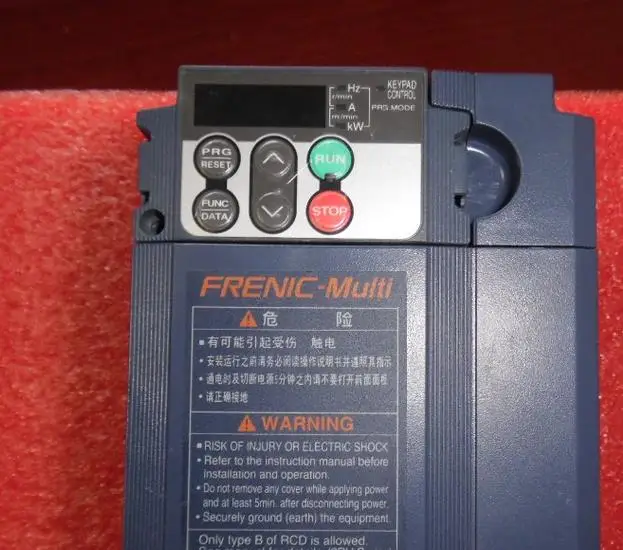 Hz
r/min
A
m/min
kW
KEYPAD
CONTROL
PRG.MODE
PRG
RESET
RUN
FUNC
DATA
STOP
FRENIC-Multi
危 险
■有可能引起受伤 触电
•安装运行之前请务必阅读操作说明书并遵照其指示
•通电时及切断电源5分钟之内请不要打开前面面板
•请正确接地
WARNING
■RISK OF INJURY OR ELECTRIC SHOCK
•Refer to the instruction manual before
installation and operation.
•Do not remove any cover while applying power
and at least 5min. after disconnecting power.
•Securely ground (earth) the equipment.
Only type B of RCD is allowed.